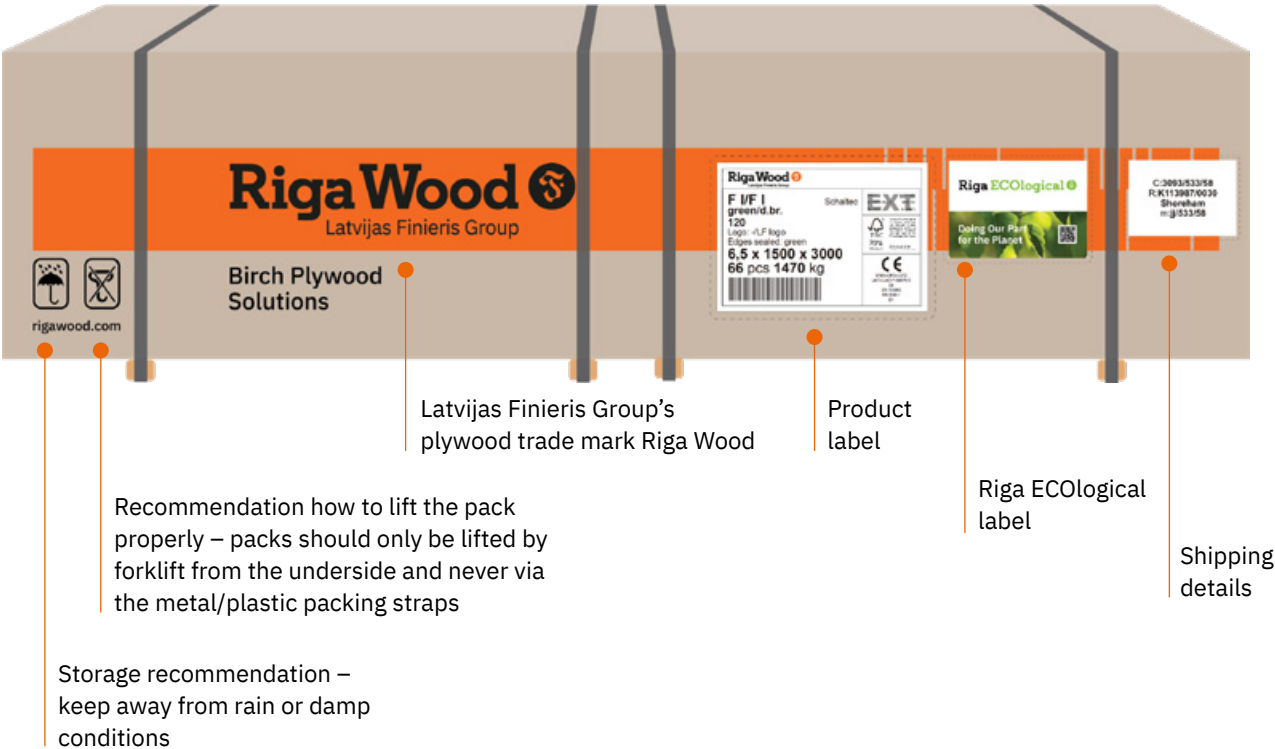 Riga Wood
Latvijas Finieris Group
Birch Plywood
Solutions
rigawood.com
Riga Wood
F I/F I
Schaltec
green/d.br.
120
Edges sealed: green
6,5 x 1500 x 3000
66 pcs 1470 kg
EXT
FSC
CE
Riga ECOlogical
Doing Our Part
for the Planet
C:3093/533/58
R:K113987/0030
Shoreham
m:jj/533/58
Latvijas Finieris Group’s
plywood trade mark Riga Wood
Product
label
Riga ECOlogical
label
Shipping
details
Recommendation how to lift the pack
properly – packs should only be lifted by
forklift from the underside and never via
the metal/plastic packing straps
Storage recommendation –
keep away from rain or damp
conditions